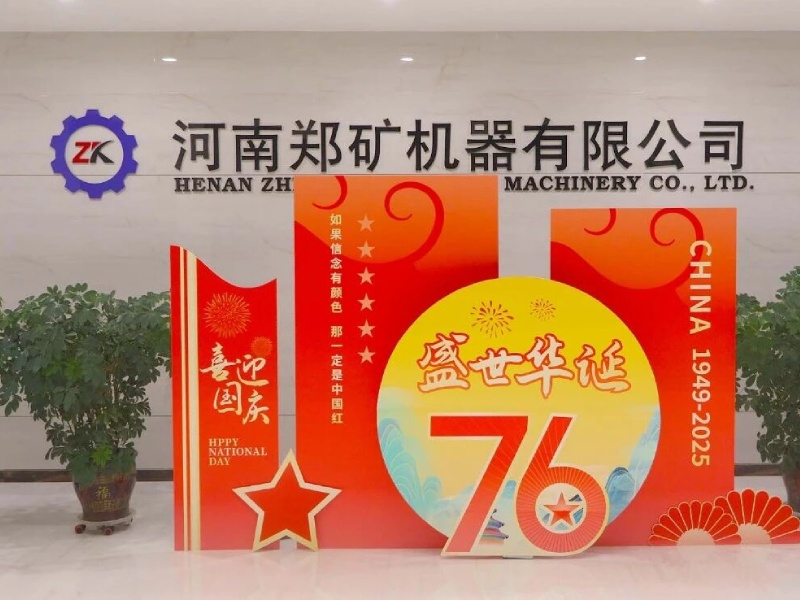 ZK
河南郑矿机器有限公司
HENAN ZH
MACHINERY CO., LTD.
喜迎
国庆
HPPY
NATIONAL
DAY
如果信念有颜色 那一定是中国红
盛世华诞
76
CHINA 1949-2025
福